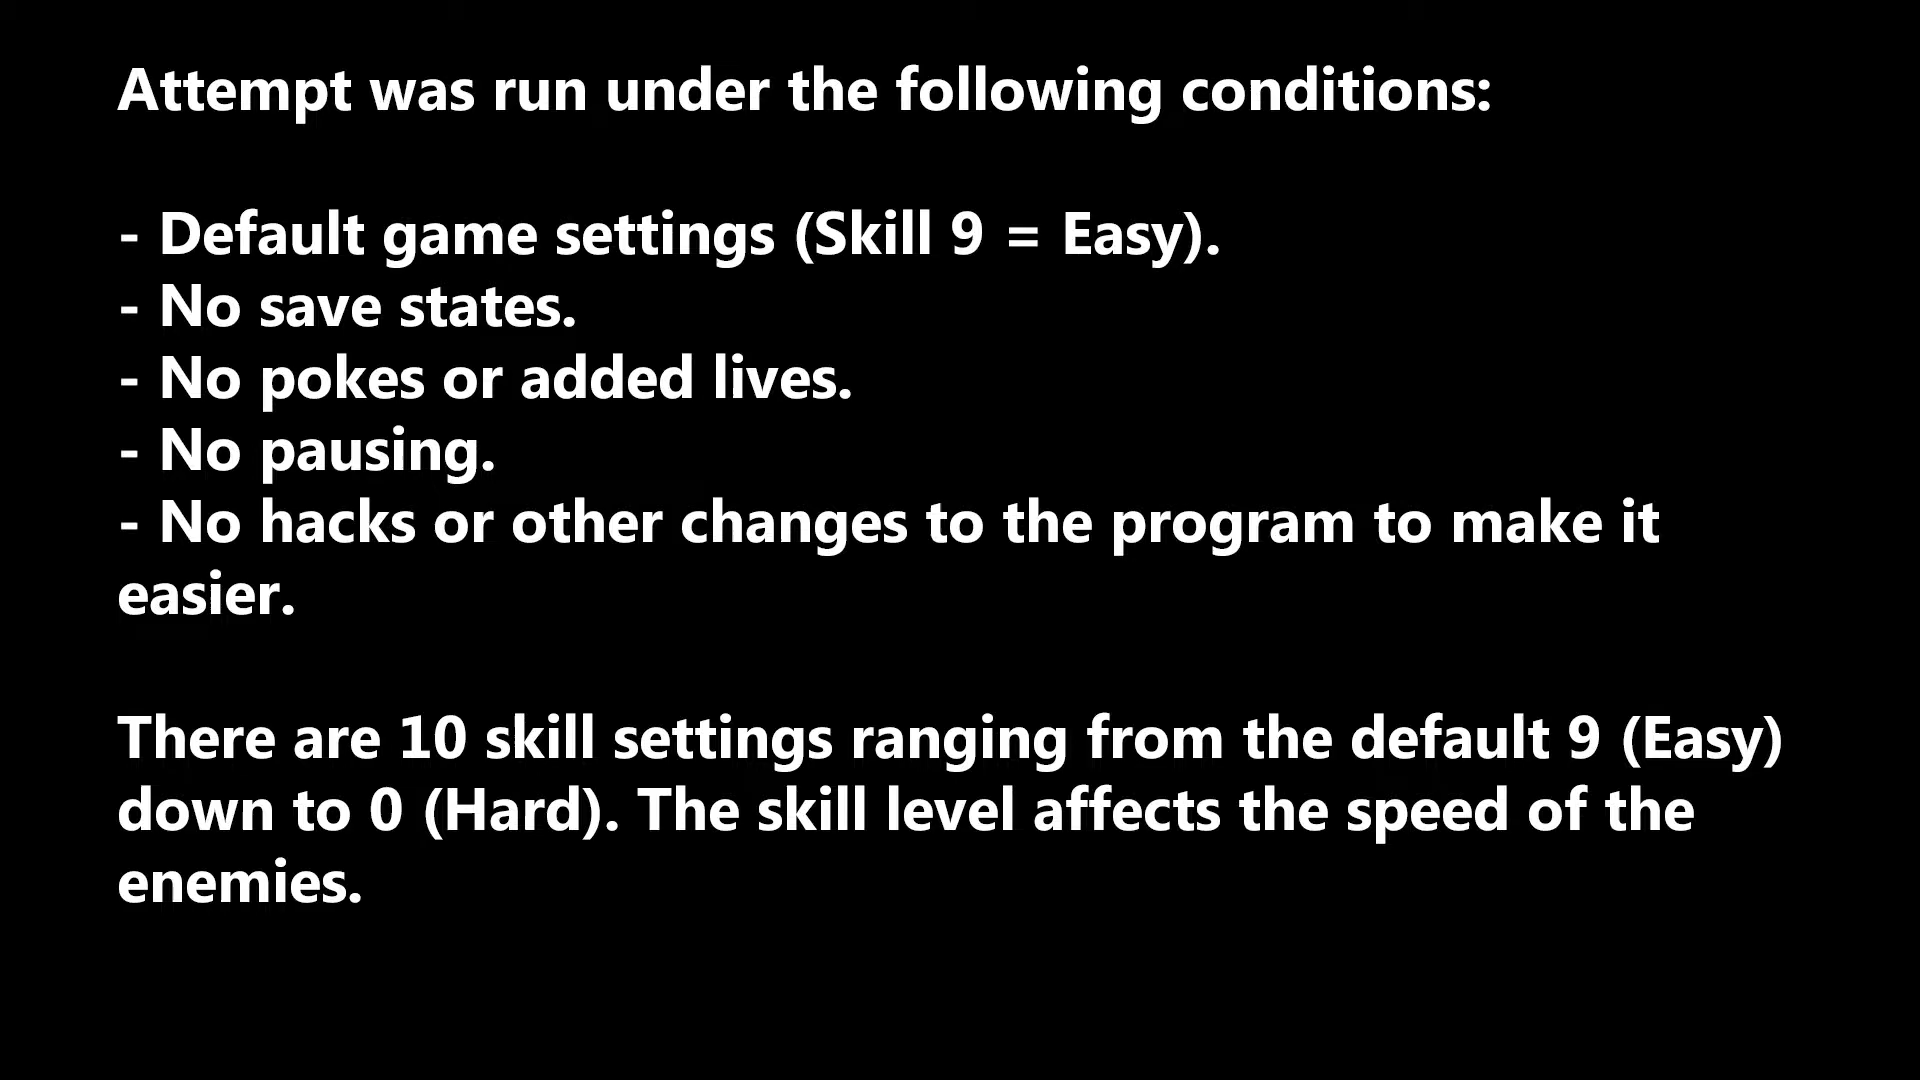 Attempt was run under the following conditions:
- Default game settings (Skill 9 = Easy).
- No save states.
- No pokes or added lives.
- No pausing.
- No hacks or other changes to the program to make it
easier.
There are 10 skill settings ranging from the default 9 (Easy)
down to 0 (Hard). The skill level affects the speed of the
enemies.